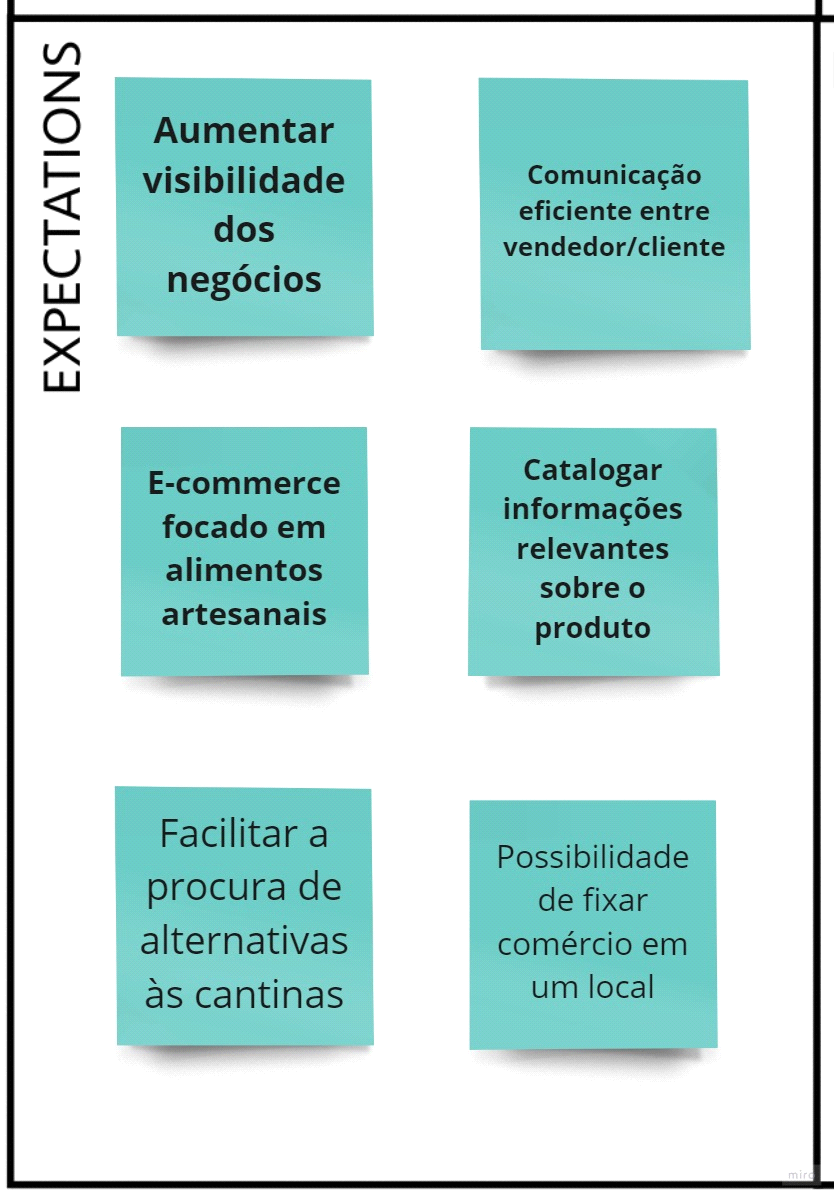 EXPECTATIONS
Aumentar
visibilidade
dos
negócios
Comunicação
eficiente entre
vendedor/cliente
E-commerce
focado em
alimentos
artesanais
Catalogar
informações
relevantes
sobre o
produto
Facilitar a
procura de
alternativas
às cantinas
Possibilidade
de fixar
comércio em
um local
miro